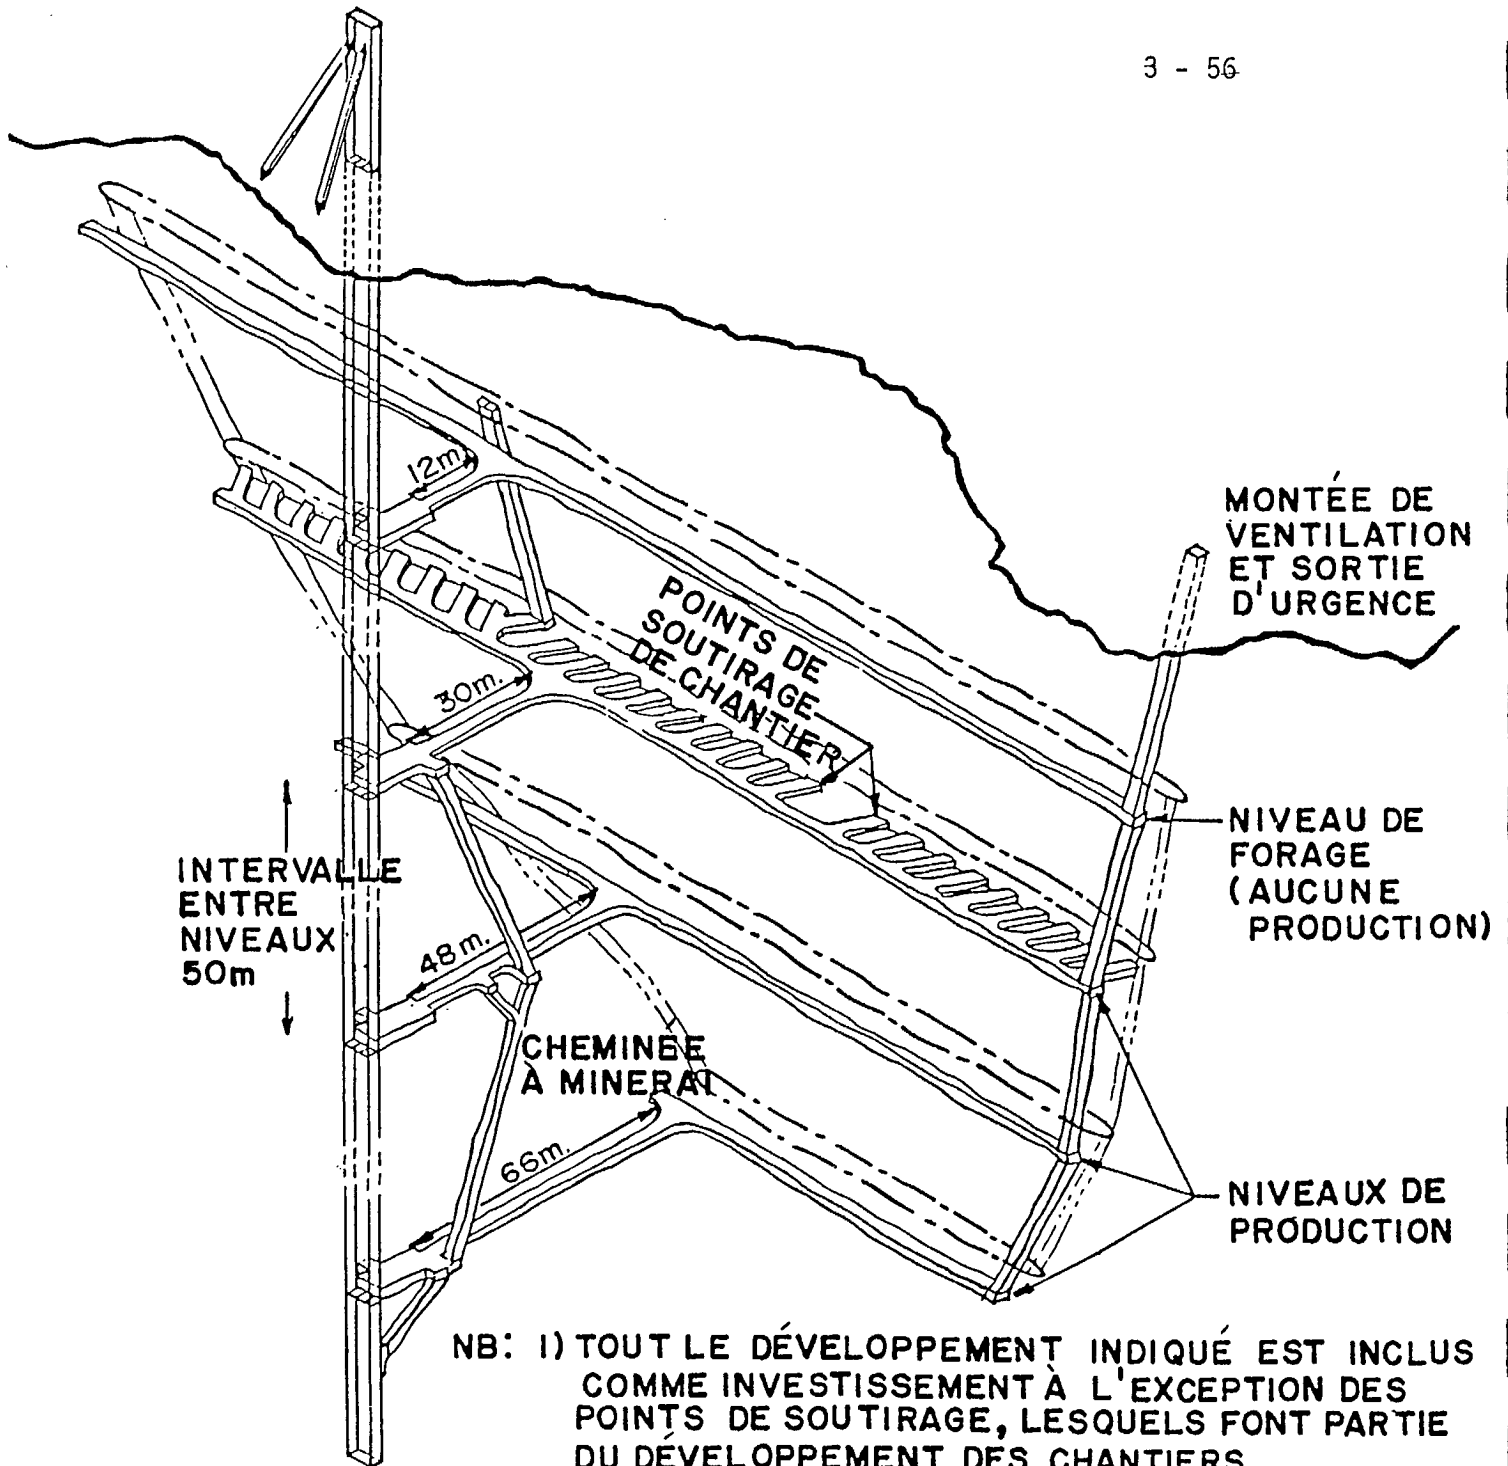 3 - 56
MONTÉE DE
VENTILATION
ET SORTIE
D'URGENCE
12m.
POINTS DE
SOUTIRAGE
DE CHANTIER
30m.
NIVEAU DE
FORAGE
(AUCUNE
PRODUCTION)
INTERVALLE
ENTRE
NIVEAUX
50m
48m.
CHEMINÉE
À MINERAI
66m.
NIVEAUX DE
PRODUCTION
NB: 1) TOUT LE DÉVELOPPEMENT INDIQUÉ EST INCLUS
COMME INVESTISSEMENT À L'EXCEPTION DES
POINTS DE SOUTIRAGE, LESQUELS FONT PARTIE
DU DÉVELOPPEMENT DES CHANTIERS